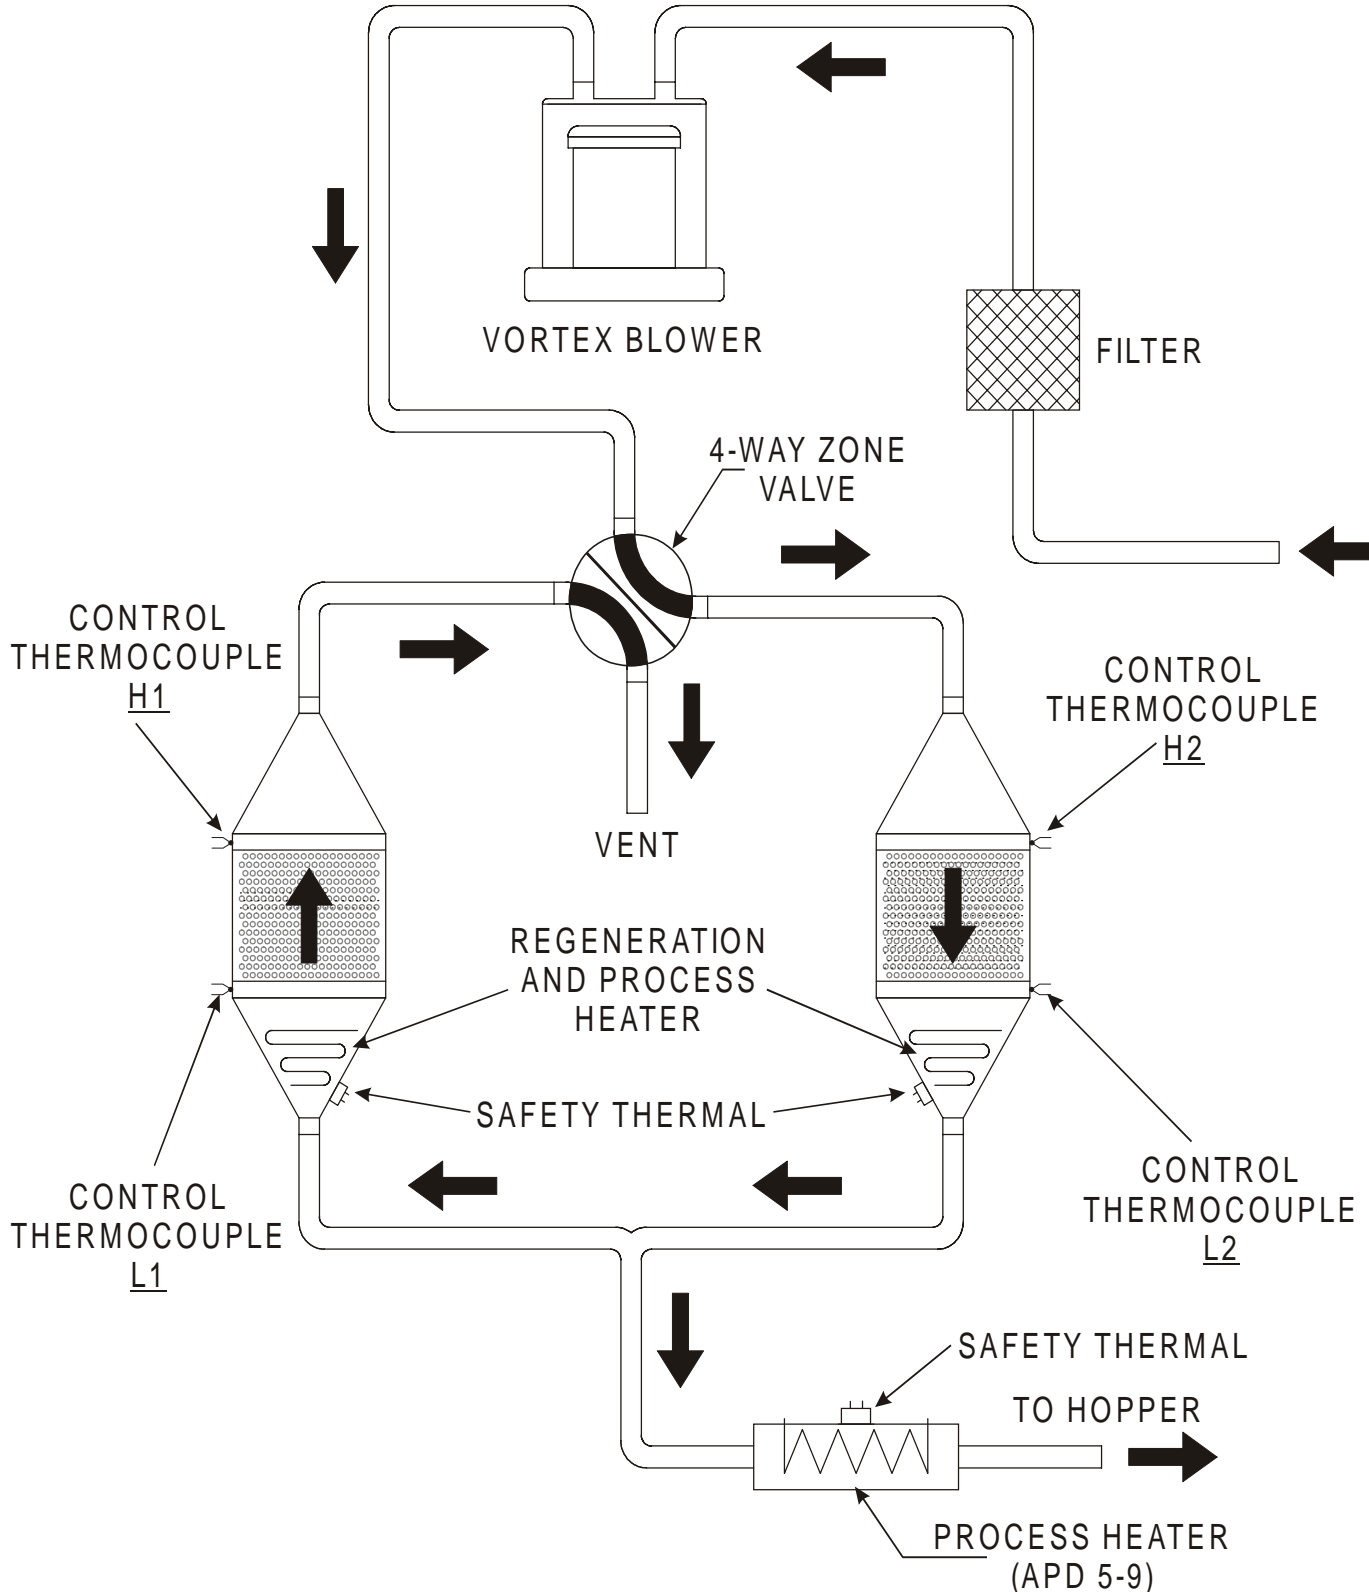 VORTEX BLOWER
FILTER
4-WAY ZONE
VALVE
CONTROL
THERMOCOUPLE
H1
CONTROL
THERMOCOUPLE
H2
VENT
REGENERATION
AND PROCESS
HEATER
SAFETY THERMAL
CONTROL
THERMOCOUPLE
L1
CONTROL
THERMOCOUPLE
L2
SAFETY THERMAL
TO HOPPER
PROCESS HEATER
(APD 5-9)